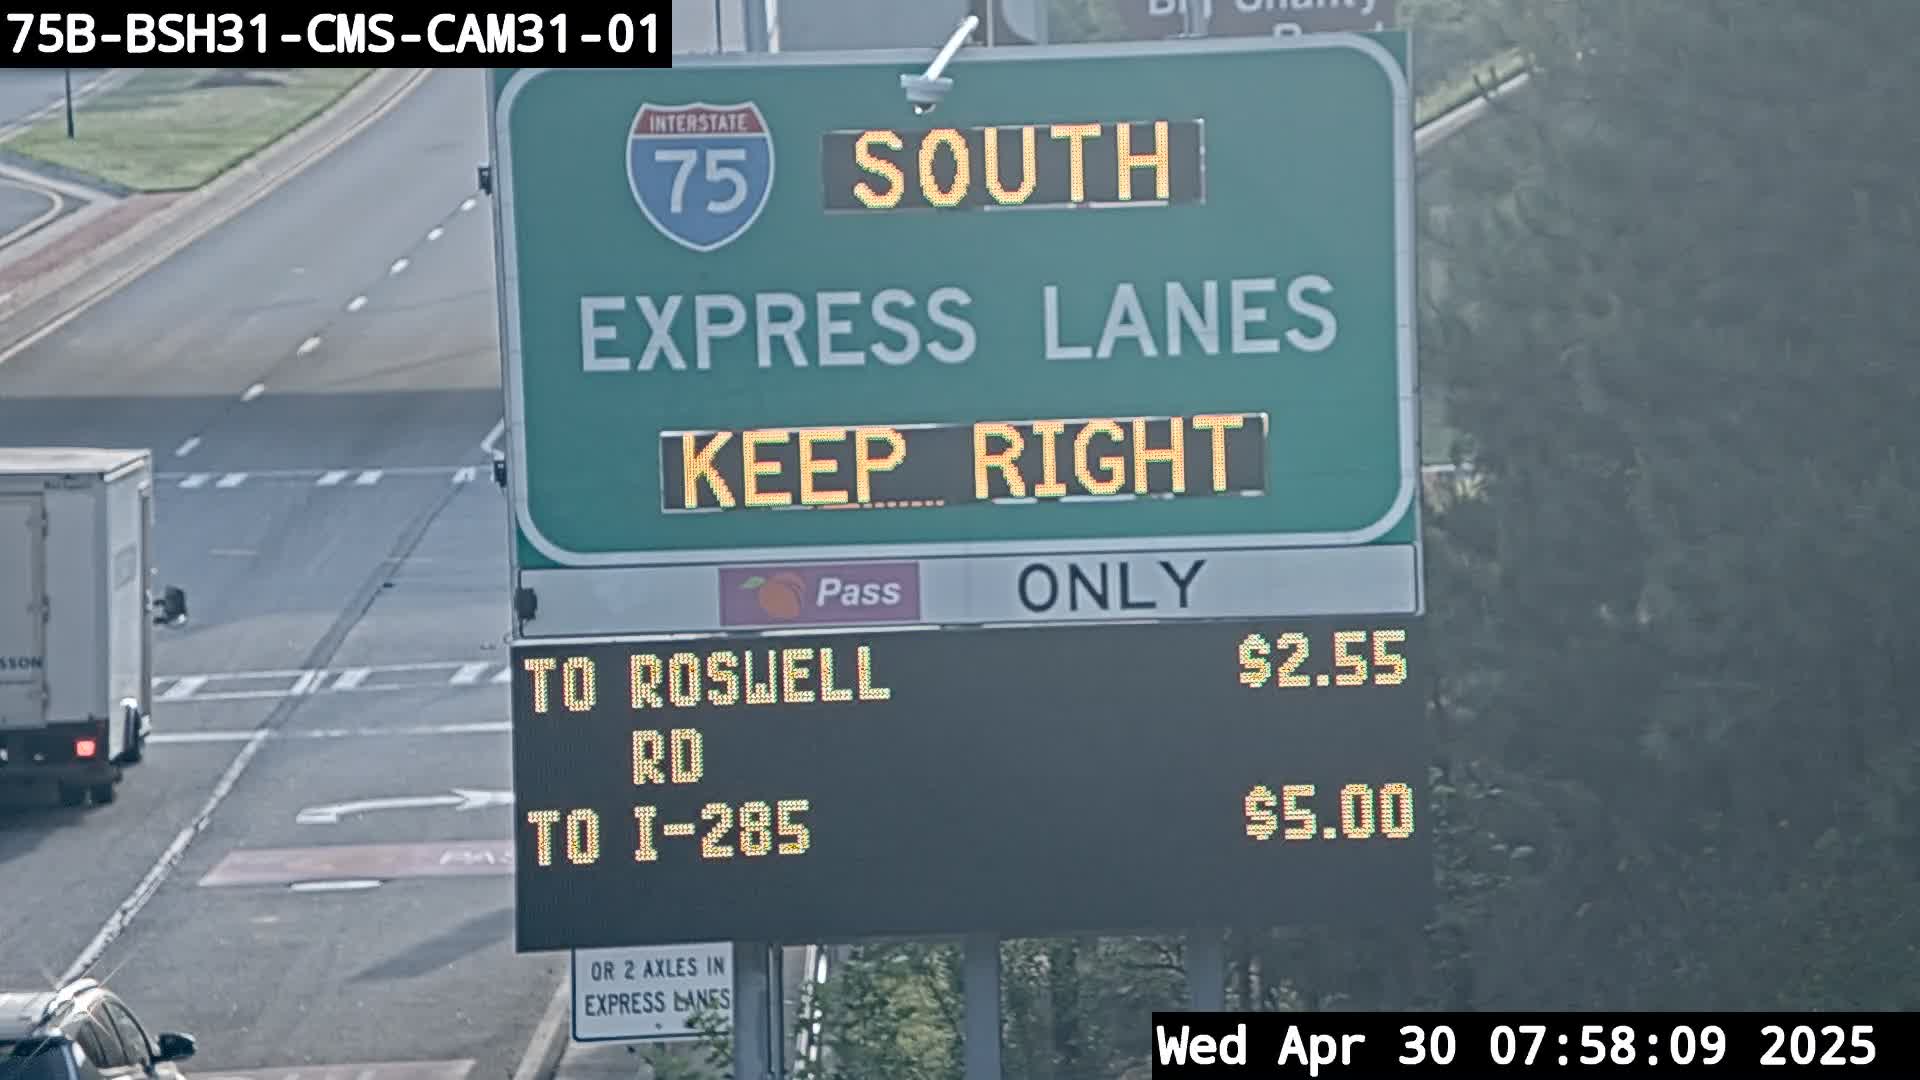 75B-BSH31-CMS-CAM31-01
INTERSTATE
75
SOUTH
EXPRESS LANES
KEEP RIGHT
Pass ONLY
TO ROSWELL $2.55
RD
TO I-285 $5.00
OR 2 AXLES IN
EXPRESS LANES
Wed Apr 30 07:58:09 2025